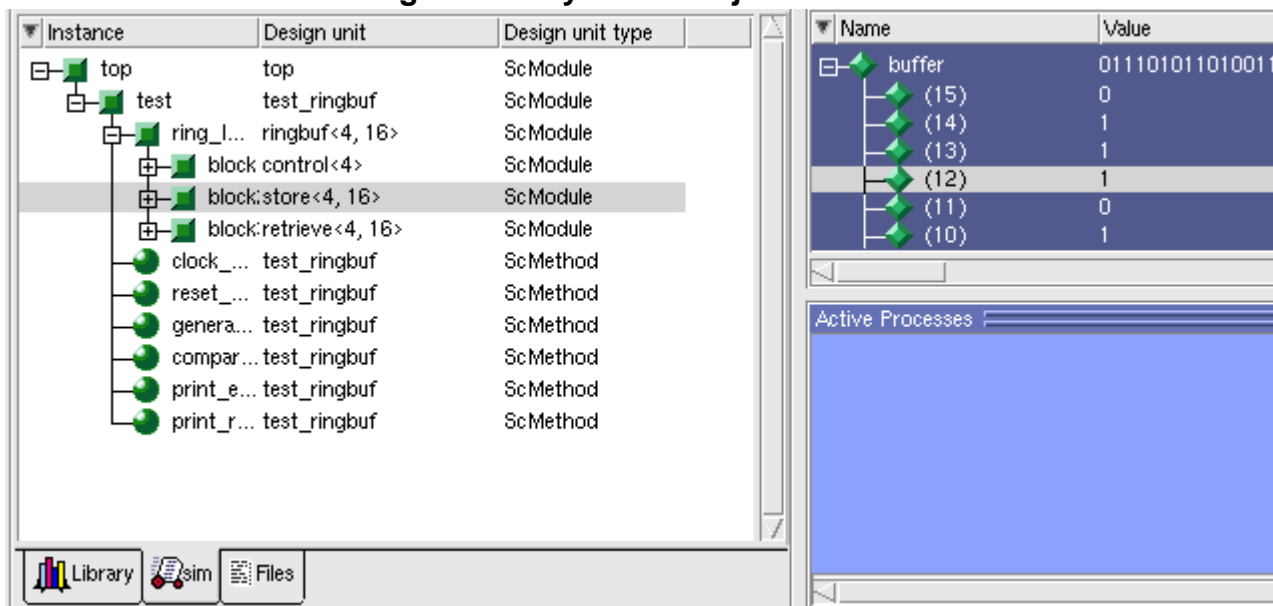 Instance Design unit Design unit type
top top ScModule
test test_ringbuf ScModule
ring_l... ringbuf<4, 16> ScModule
block control<4> ScModule
block: store<4, 16> ScModule
block: retrieve<4, 16> ScModule
clock_... test_ringbuf ScMethod
reset_... test_ringbuf ScMethod
genera... test_ringbuf ScMethod
compar... test_ringbuf ScMethod
print_e... test_ringbuf ScMethod
print_r... test_ringbuf ScMethod
Library sim Files
Name Value
buffer 011101011010011
(15) 0
(14) 1
(13) 1
(12) 1
(11) 0
(10) 1
Active Processes